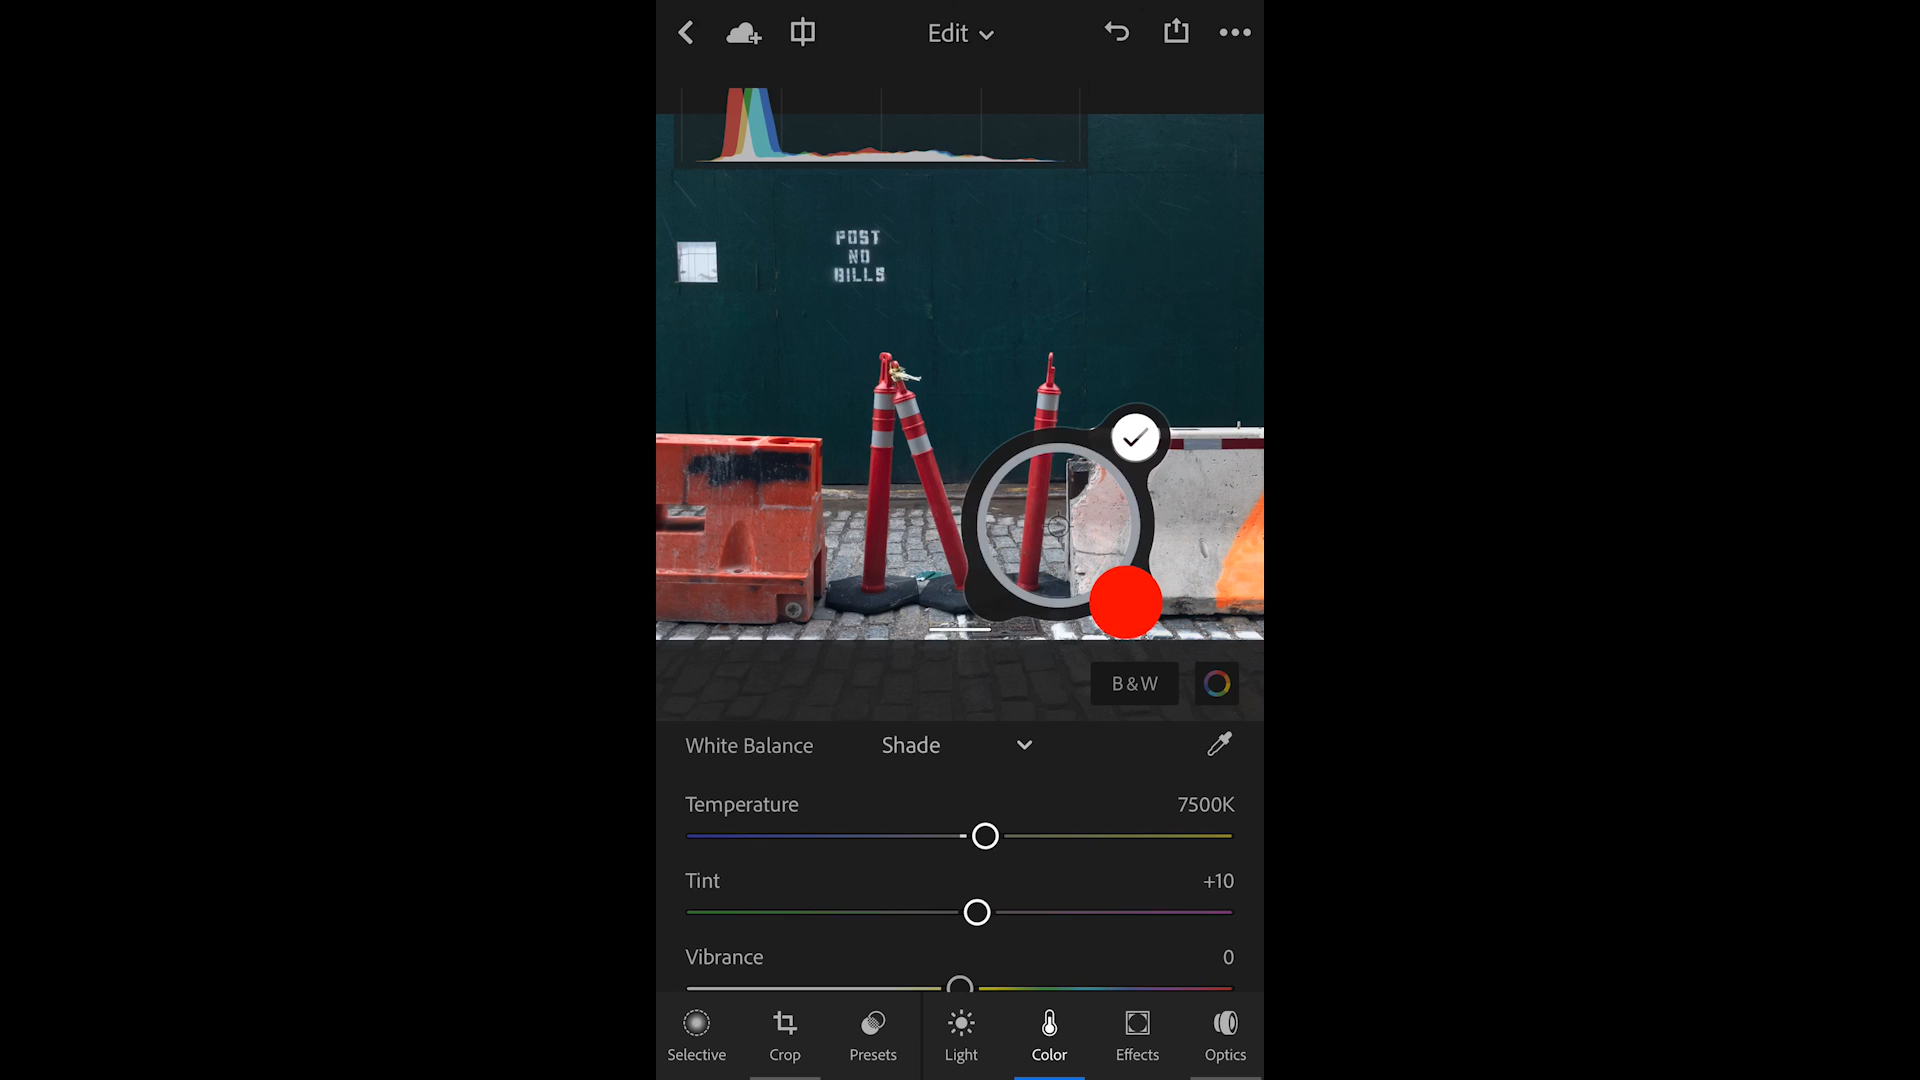 Edit
POST
NO
BILLS
B&W
White Balance Shade
Temperature 7500K
Tint +10
Vibrance 0
Selective Crop Presets Light Color Effects Optics